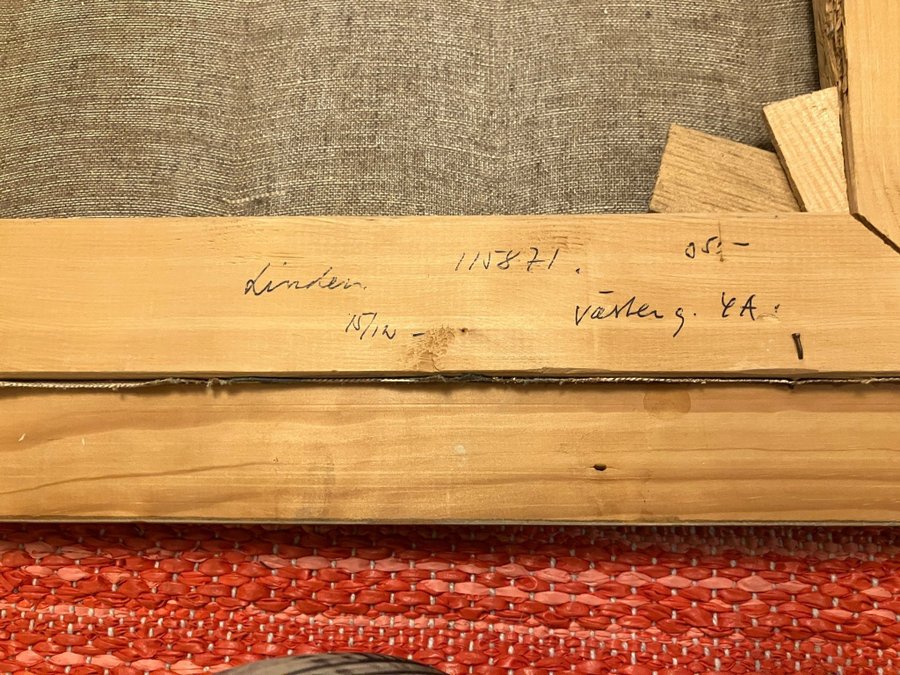 Linden. 115871. 05:-
15/12 - Västerg. 4A.